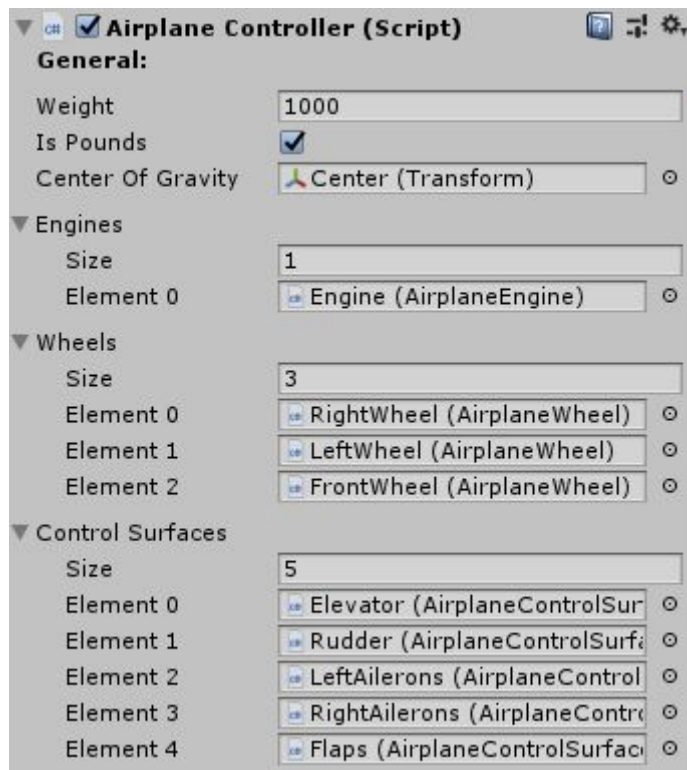 Airplane Controller (Script)
General:
Weight 1000
Is Pounds
Center Of Gravity Center (Transform)
Engines
Size 1
Element 0 Engine (AirplaneEngine)
Wheels
Size 3
Element 0 RightWheel (AirplaneWheel)
Element 1 LeftWheel (AirplaneWheel)
Element 2 FrontWheel (AirplaneWheel)
Control Surfaces
Size 5
Element 0 Elevator (AirplaneControlSur
Element 1 Rudder (AirplaneControlSurfa
Element 2 LeftAilerons (AirplaneControl
Element 3 RightAilerons (AirplaneContro
Element 4 Flaps (AirplaneControlSurfac